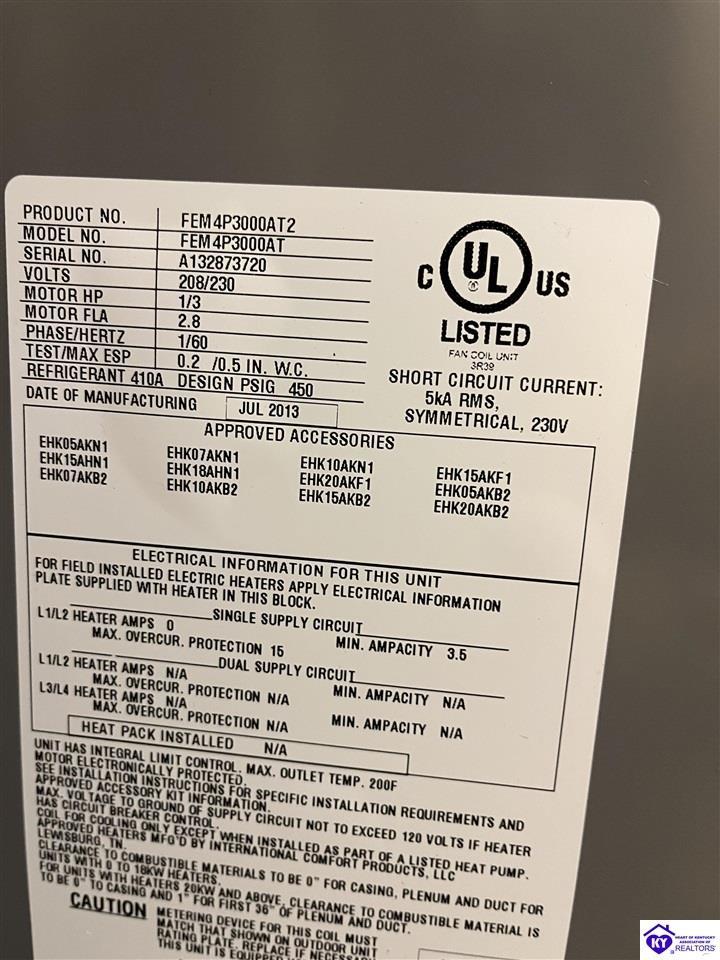 PRODUCT NO. FEM4P3000AT2
MODEL NO. FEM4P3000AT
SERIAL NO. A132873720
VOLTS 208/230
MOTOR HP 1/3
MOTOR FLA 2.8
PHASE/HERTZ 1/60
TEST/MAX ESP 0.2 /0.5 IN. W.C.
REFRIGERANT 410A DESIGN PSIG 450
DATE OF MANUFACTURING JUL 2013
C UL US
LISTED
FAN COIL UNIT
3R39
SHORT CIRCUIT CURRENT:
5kA RMS,
SYMMETRICAL, 230V
APPROVED ACCESSORIES
EHK05AKN1 EHK07AKN1 EHK10AKN1 EHK15AKF1
EHK15AHN1 EHK18AHN1 EHK20AKF1 EHK05AKB2
EHK07AKB2 EHK10AKB2 EHK15AKB2 EHK20AKB2
ELECTRICAL INFORMATION FOR THIS UNIT
FOR FIELD INSTALLED ELECTRIC HEATERS APPLY ELECTRICAL INFORMATION
PLATE SUPPLIED WITH HEATER IN THIS BLOCK.
SINGLE SUPPLY CIRCUIT
L1/L2 HEATER AMPS 0 MIN. AMPACITY 3.5
MAX. OVERCUR. PROTECTION 15
DUAL SUPPLY CIRCUIT
L1/L2 HEATER AMPS N/A MIN. AMPACITY N/A
MAX. OVERCUR. PROTECTION N/A
L3/L4 HEATER AMPS N/A MIN. AMPACITY N/A
MAX. OVERCUR. PROTECTION N/A
HEAT PACK INSTALLED N/A
UNIT HAS INTEGRAL LIMIT CONTROL. MAX. OUTLET TEMP. 200F
MOTOR ELECTRONICALLY PROTECTED.
SEE INSTALLATION INSTRUCTIONS FOR SPECIFIC INSTALLATION REQUIREMENTS AND
APPROVED ACCESSORY KIT INFORMATION.
MAX. VOLTAGE TO GROUND OF SUPPLY CIRCUIT NOT TO EXCEED 120 VOLTS IF HEATER
HAS CIRCUIT BREAKER CONTROL.
COIL FOR COOLING ONLY EXCEPT WHEN INSTALLED AS PART OF A LISTED HEAT PUMP.
APPROVED HEATERS MFG'D BY INTERNATIONAL COMFORT PRODUCTS, LLC
LEWISBURG, TN.
CLEARANCE TO COMBUSTIBLE MATERIALS TO BE 0" FOR CASING, PLENUM AND DUCT FOR
UNITS WITH 0 TO 18KW HEATERS.
FOR UNITS WITH HEATERS 20KW AND ABOVE, CLEARANCE TO COMBUSTIBLE MATERIAL IS
TO BE 0" TO CASING AND 1" FOR FIRST 36" OF PLENUM AND DUCT.
CAUTION METERING DEVICE FOR THIS COIL MUST
MATCH THAT SHOWN ON OUTDOOR UNIT
RATING PLATE. REPLACE IF NECESSARY
THIS UNIT IS EQUIPPED
KY
HEART OF KENTUCKY
ASSOCIATION OF
REALTORS